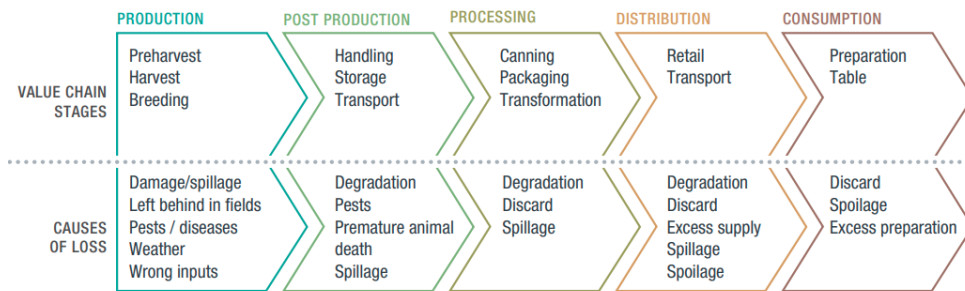 PRODUCTION
POST PRODUCTION
PROCESSING
DISTRIBUTION
CONSUMPTION
VALUE CHAIN
STAGES
Preharvest
Harvest
Breeding
Handling
Storage
Transport
Canning
Packaging
Transformation
Retail
Transport
Preparation
Table
CAUSES
OF LOSS
Damage/spillage
Left behind in fields
Pests / diseases
Weather
Wrong inputs
Degradation
Pests
Premature animal
death
Spillage
Degradation
Discard
Spillage
Degradation
Discard
Excess supply
Spillage
Spoilage
Discard
Spoilage
Excess preparation